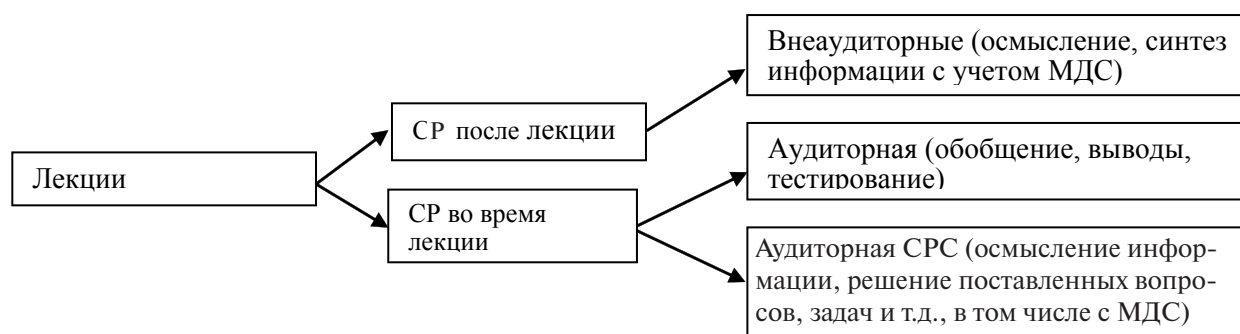 Лекции
СР после лекции
СР во время
лекции
Внеаудиторные (осмысление, синтез
информации с учетом МДС)
Аудиторная (обобщение, выводы,
тестирование)
Аудиторная СРС (осмысление инфор-
мации, решение поставленных вопро-
сов, задач и т.д., в том числе с МДС)